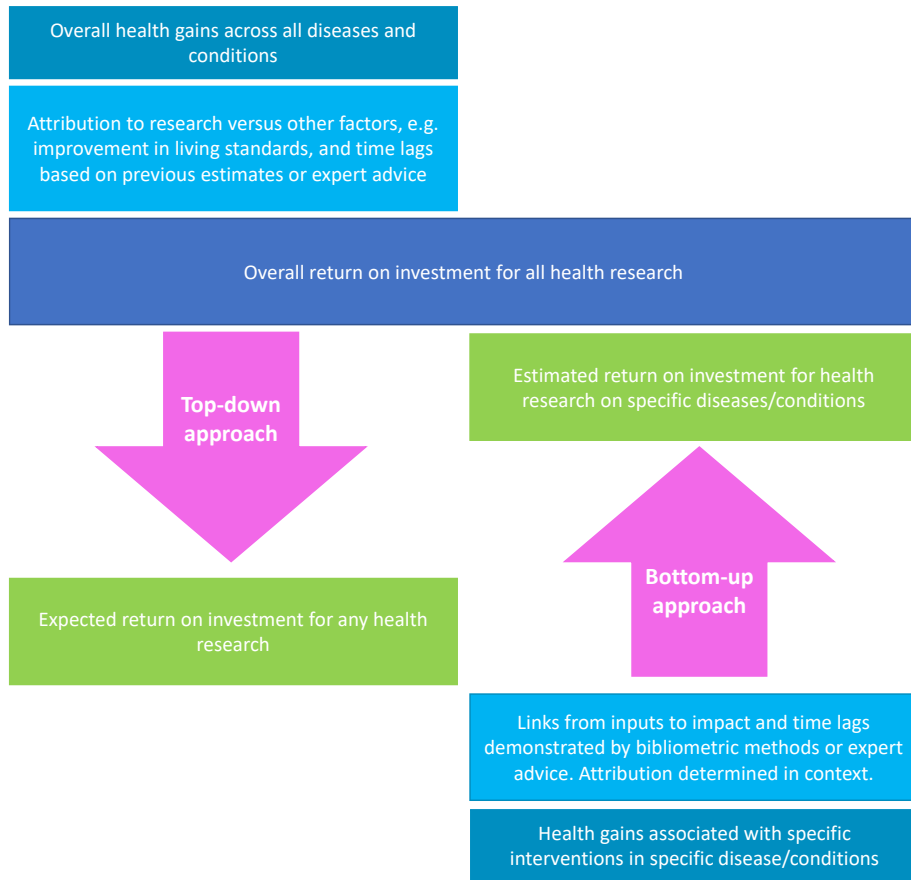 Overall health gains across all diseases and
conditions
Attribution to research versus other factors, e.g.
improvement in living standards, and time lags
based on previous estimates or expert advice
Overall return on investment for all health research
Top-down
approach
Expected return on investment for any health
research
Estimated return on investment for health
research on specific diseases/conditions
Bottom-up
approach
Links from inputs to impact and time lags
demonstrated by bibliometric methods or expert
advice. Attribution determined in context.
Health gains associated with specific
interventions in specific disease/conditions